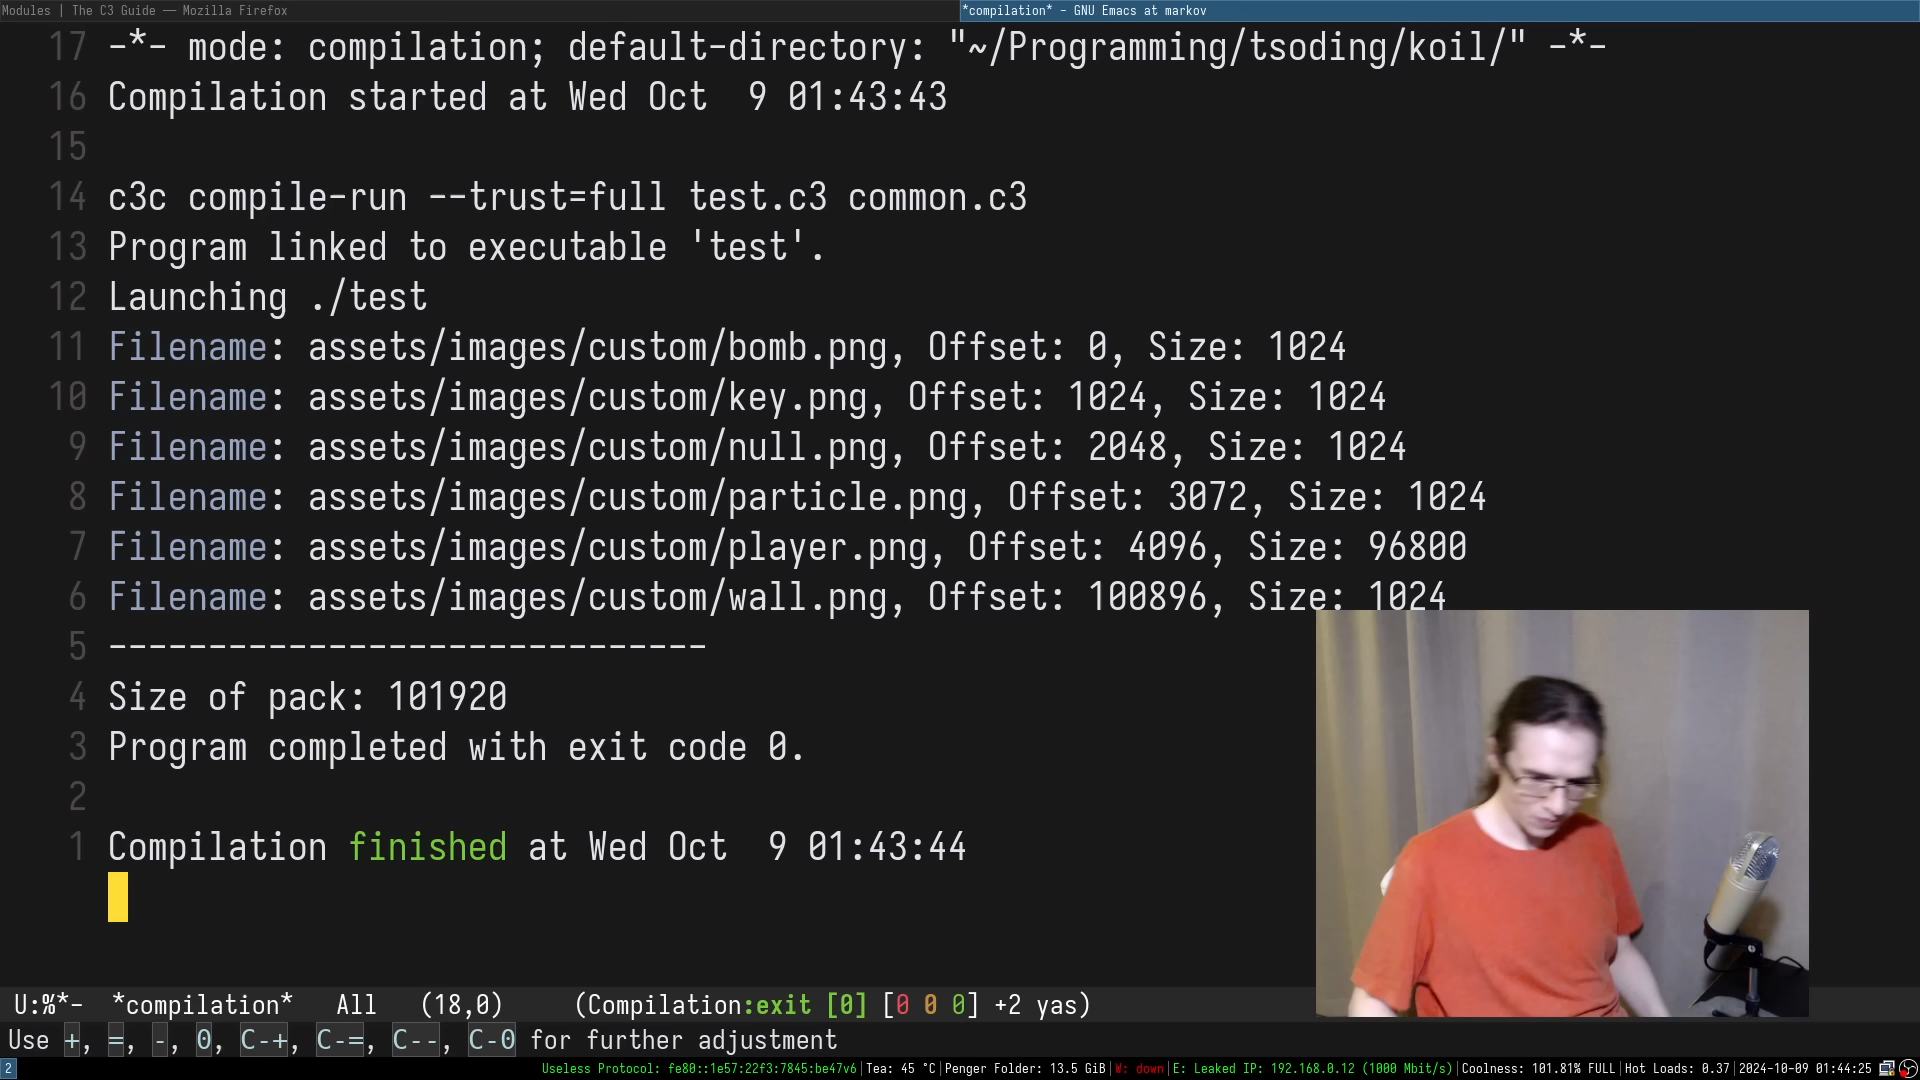 Modules | The C3 Guide — Mozilla Firefox
*compilation* - GNU Emacs at markov
17 -*- mode: compilation; default-directory: "~/Programming/tsoding/koil/" -*-
16 Compilation started at Wed Oct  9 01:43:43
15
14 c3c compile-run --trust=full test.c3 common.c3
13 Program linked to executable 'test'.
12 Launching ./test
11 Filename: assets/images/custom/bomb.png, Offset: 0, Size: 1024
10 Filename: assets/images/custom/key.png, Offset: 1024, Size: 1024
9 Filename: assets/images/custom/null.png, Offset: 2048, Size: 1024
8 Filename: assets/images/custom/particle.png, Offset: 3072, Size: 1024
7 Filename: assets/images/custom/player.png, Offset: 4096, Size: 96800
6 Filename: assets/images/custom/wall.png, Offset: 100896, Size: 1024
5 ------------------------------
4 Size of pack: 101920
3 Program completed with exit code 0.
2
1 Compilation finished at Wed Oct  9 01:43:44
U:%*-  *compilation*   All   (18,0)   (Compilation:exit [0] [0 0 0] +2 yas)
Use +, =, -, 0, C-+, C-=, C--, C-0 for further adjustment
2 Useless Protocol: fe80::1e57:22f3:7845:be47v6|Tea: 45 °C|Penger Folder: 13.5 GiB|W: down|E: Leaked IP: 192.168.0.12 (1000 Mbit/s)|Coolness: 101.81% FULL|Hot Loads: 0.37|2024-10-09 01:44:25